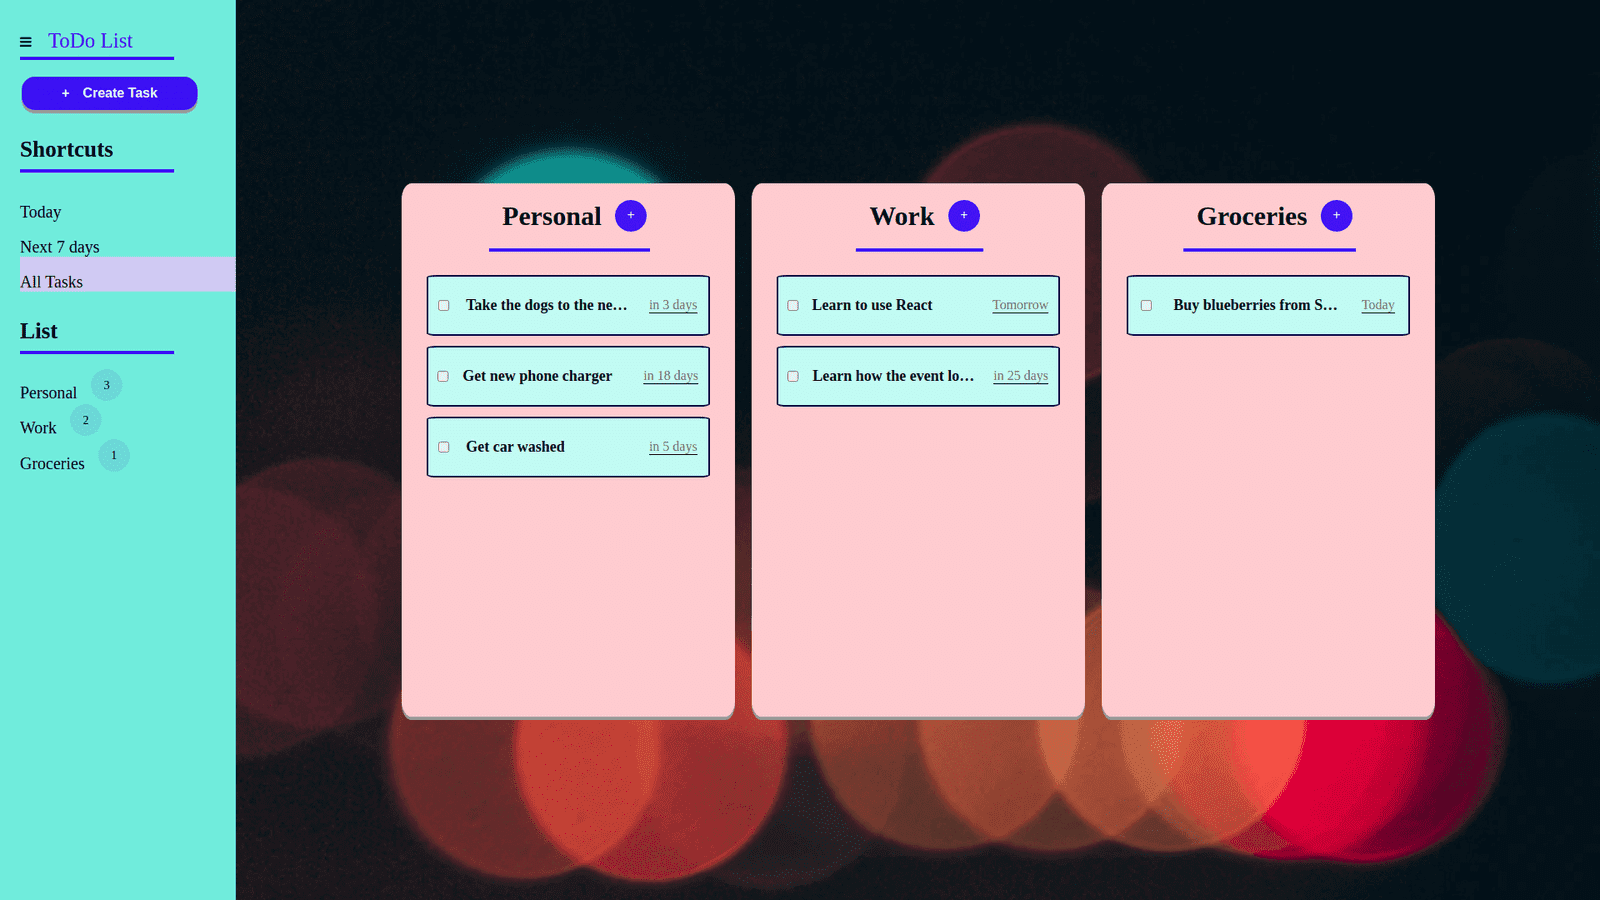 ToDo List
+ Create Task
Shortcuts
Today
Next 7 days
All Tasks
List
Personal 3
Work 2
Groceries 1
Personal +
Take the dogs to the ne… in 3 days
Get new phone charger in 18 days
Get car washed in 5 days
Work +
Learn to use React Tomorrow
Learn how the event lo… in 25 days
Groceries +
Buy blueberries from S… Today